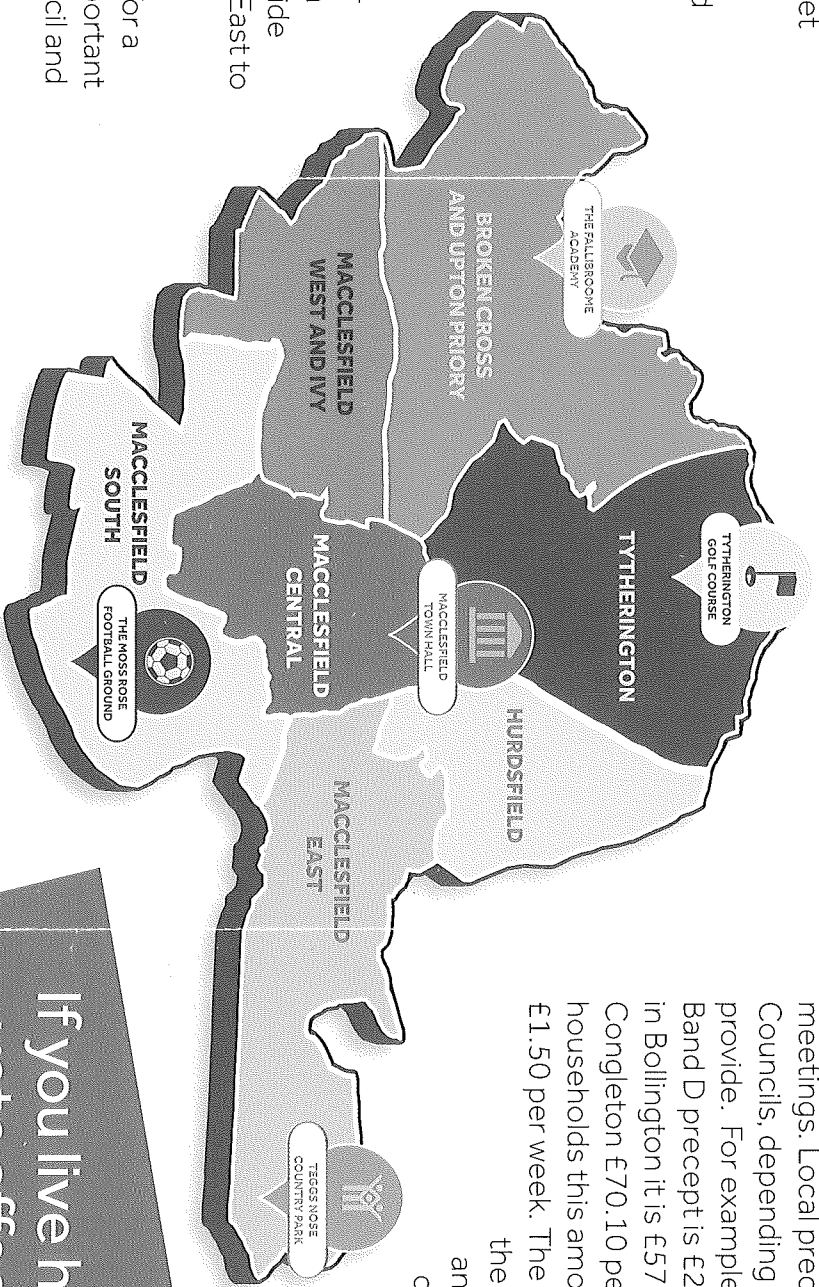 et
d
ide
East to
or a
portant
cil and
TYTHERINGTON
GOLF COURSE
THE FALLIBROOME
ACADEMY
TYTHERINGTON
BROKEN CROSS
AND UPTON PRIORY
HURDSFIELD
MACCLESFIELD
TOWN HALL
MACCLESFIELD
WEST AND IVY
MACCLESFIELD
CENTRAL
MACCLESFIELD
EAST
TEGGS NOSE
COUNTRY PARK
MACCLESFIELD
SOUTH
THE MOSS ROSE
FOOTBALL GROUND
meetings. Local prec
Councils, depending
provide. For example
Band D precept is £2
in Bollington it is £57
Congleton £70.10 pe
households this amo
£1.50 per week. The
the
an
If you live h